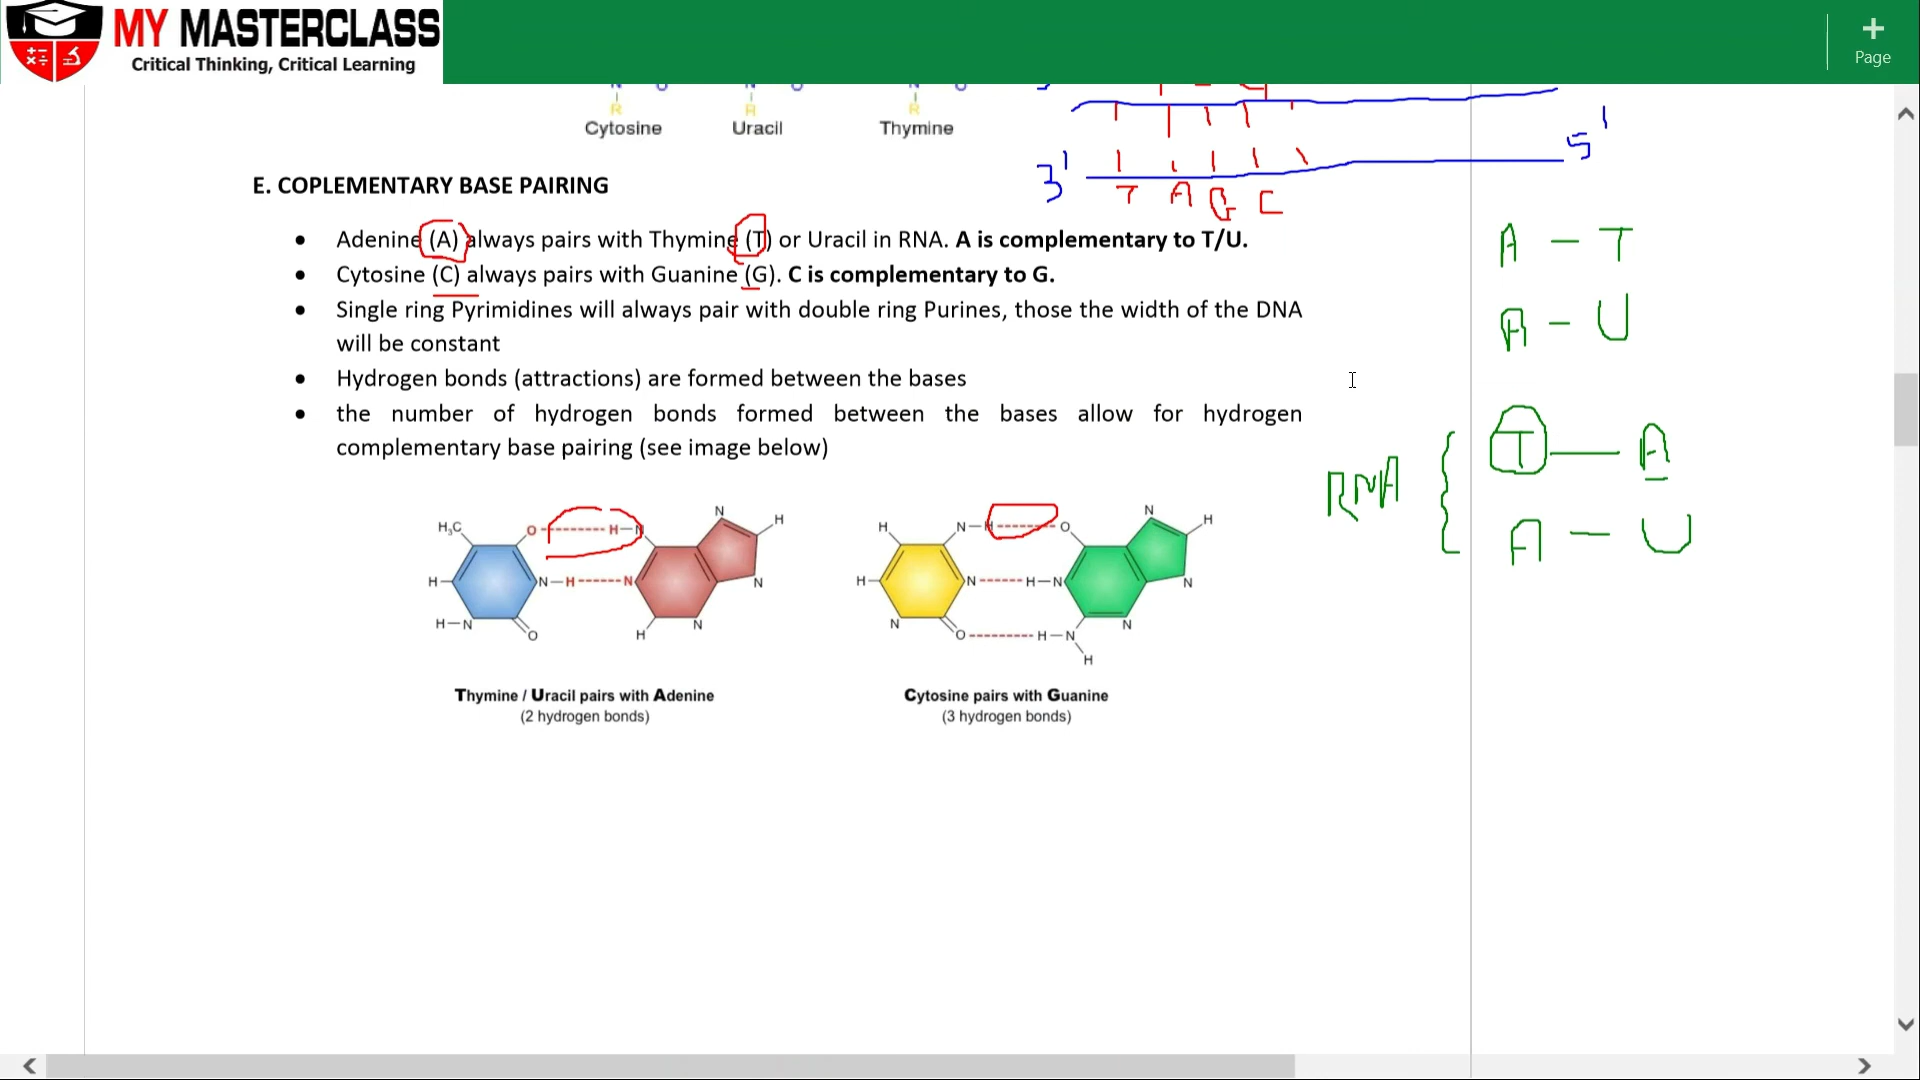 MY MASTERCLASS
Critical Thinking, Critical Learning
Page
R
R
R
Cytosine
Uracil
Thymine
5'
3'
T A G C
E. COPLEMENTARY BASE PAIRING
• Adenine (A) always pairs with Thymine (T) or Uracil in RNA. A is complementary to T/U.
• Cytosine (C) always pairs with Guanine (G). C is complementary to G.
• Single ring Pyrimidines will always pair with double ring Purines, those the width of the DNA
will be constant
• Hydrogen bonds (attractions) are formed between the bases
• the number of hydrogen bonds formed between the bases allow for hydrogen
complementary base pairing (see image below)
A - T
A - U
RNA { T — A
A - U
H₃C O H-N N H
H N-H N N
H-N O H N
H N-H O N H
H N H-N N
N O H-N N
H
Thymine / Uracil pairs with Adenine
(2 hydrogen bonds)
Cytosine pairs with Guanine
(3 hydrogen bonds)